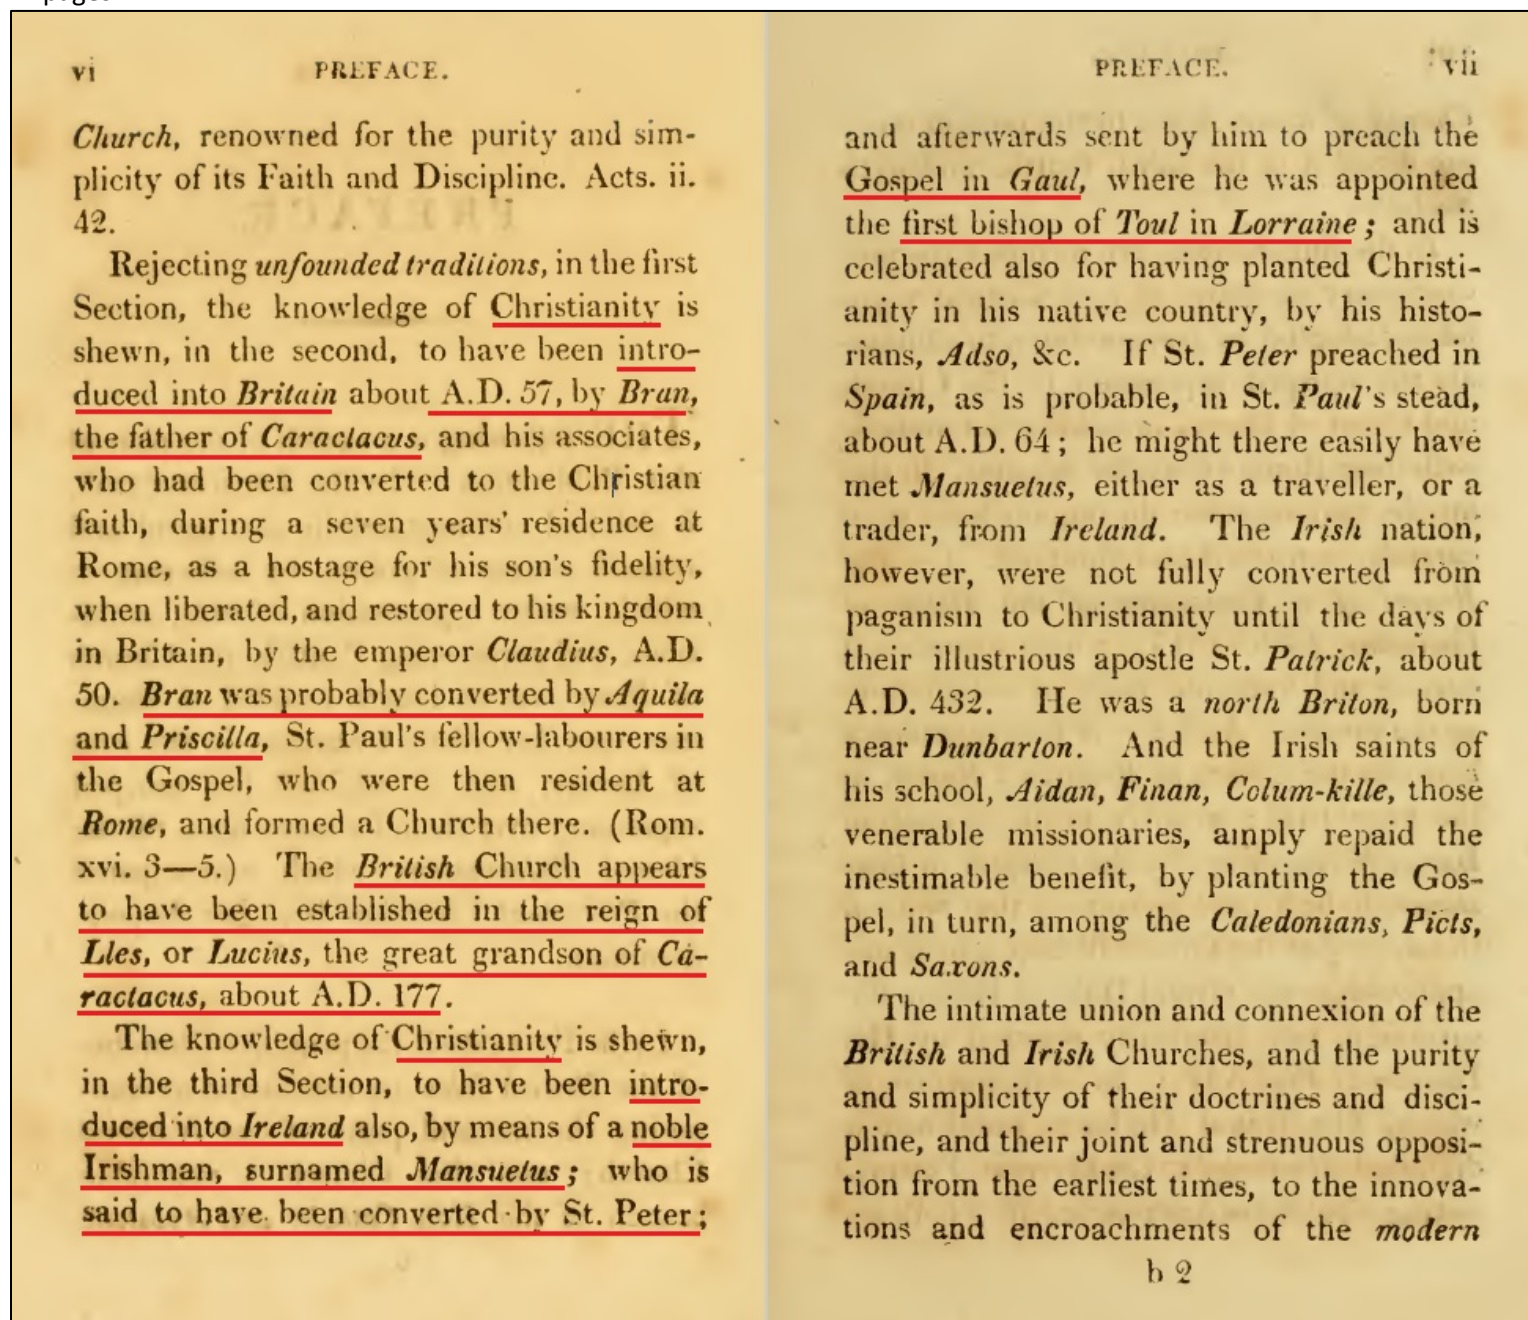 vi PREFACE.
Church, renowned for the purity and sim-
plicity of its Faith and Discipline. Acts. ii.
42.
Rejecting unfounded traditions, in the first
Section, the knowledge of Christianity is
shewn, in the second, to have been intro-
duced into Britain about A.D. 57, by Bran,
the father of Caractacus, and his associates,
who had been converted to the Christian
faith, during a seven years' residence at
Rome, as a hostage for his son's fidelity,
when liberated, and restored to his kingdom
in Britain, by the emperor Claudius, A.D.
50. Bran was probably converted by Aquila
and Priscilla, St. Paul's fellow-labourers in
the Gospel, who were then resident at
Rome, and formed a Church there. (Rom.
xvi. 3—5.) The British Church appears
to have been established in the reign of
Lles, or Lucius, the great grandson of Ca-
ractacus, about A.D. 177.
The knowledge of Christianity is shewn,
in the third Section, to have been intro-
duced into Ireland also, by means of a noble
Irishman, surnamed Mansuetus; who is
said to have been converted by St. Peter;
PREFACE. vii
and afterwards sent by him to preach the
Gospel in Gaul, where he was appointed
the first bishop of Toul in Lorraine; and is
celebrated also for having planted Christi-
anity in his native country, by his histo-
rians, Adso, &c. If St. Peter preached in
Spain, as is probable, in St. Paul's stead,
about A.D. 64; he might there easily have
met Mansuetus, either as a traveller, or a
trader, from Ireland. The Irish nation,
however, were not fully converted from
paganism to Christianity until the days of
their illustrious apostle St. Patrick, about
A.D. 432. He was a north Briton, born
near Dunbarton. And the Irish saints of
his school, Aidan, Finan, Colum-kille, those
venerable missionaries, amply repaid the
inestimable benefit, by planting the Gos-
pel, in turn, among the Caledonians, Picts,
and Saxons.
The intimate union and connexion of the
British and Irish Churches, and the purity
and simplicity of their doctrines and disci-
pline, and their joint and strenuous opposi-
tion from the earliest times, to the innova-
tions and encroachments of the modern
b 2